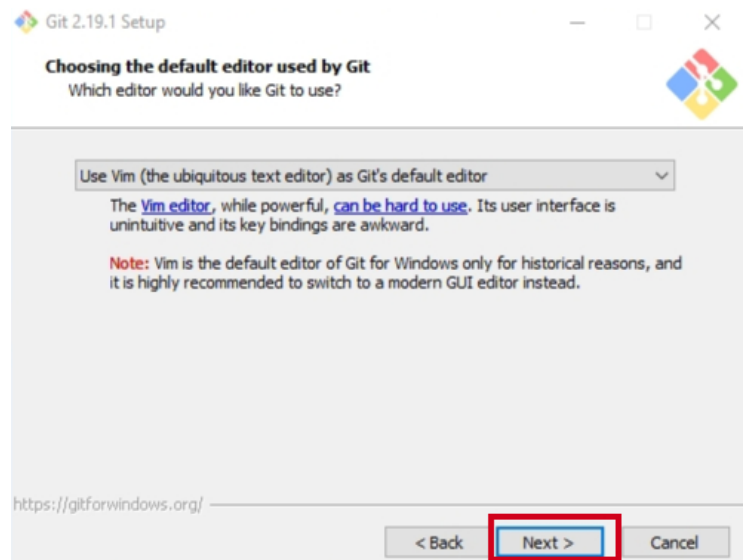 Git 2.19.1 Setup
Choosing the default editor used by Git
Which editor would you like Git to use?
Use Vim (the ubiquitous text editor) as Git's default editor
The Vim editor, while powerful, can be hard to use. Its user interface is
unintuitive and its key bindings are awkward.
Note: Vim is the default editor of Git for Windows only for historical reasons, and
it is highly recommended to switch to a modern GUI editor instead.
https://gitforwindows.org/
< Back Next > Cancel